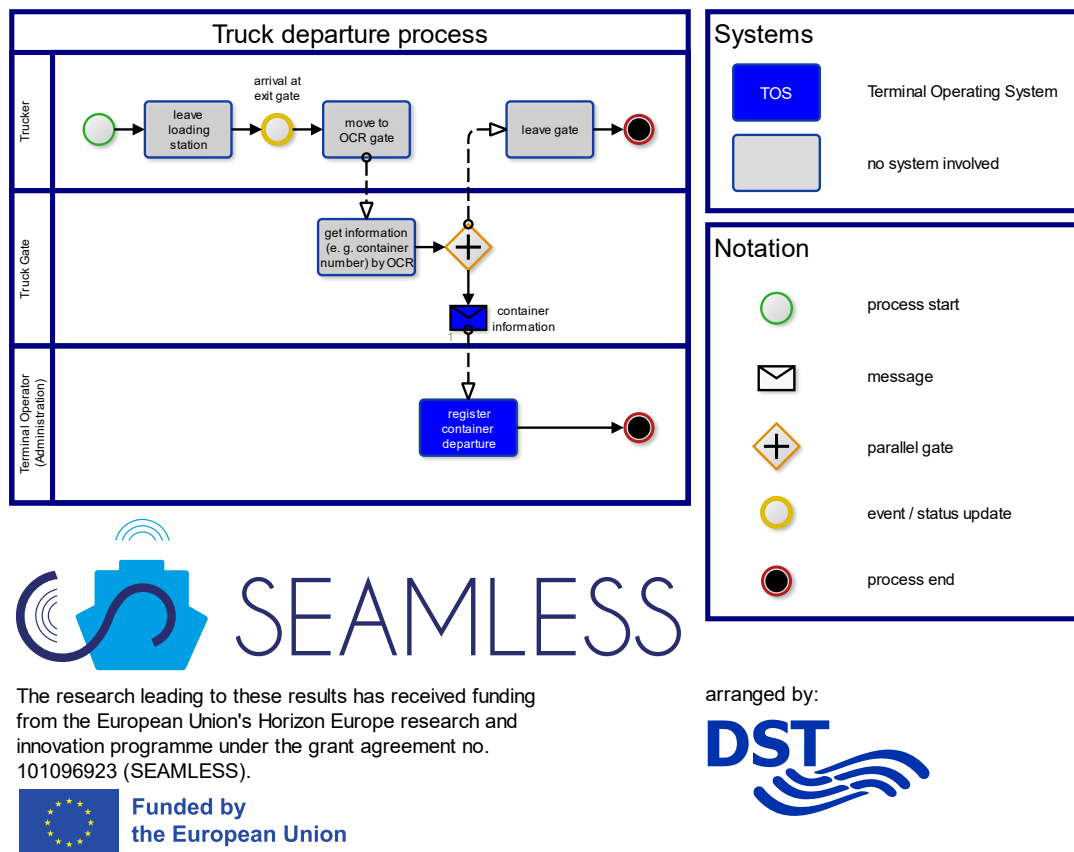 Truck departure process
Trucker
leave
loading
station
arrival at
exit gate
move to
OCR gate
leave gate
Truck Gate
get information
(e. g. container
number) by OCR
container
information
1
Terminal Operator
(Administration)
register
container
departure
Systems
TOS
Terminal Operating System
no system involved
Notation
process start
message
parallel gate
event / status update
process end
SEAMLESS
The research leading to these results has received funding
from the European Union's Horizon Europe research and
innovation programme under the grant agreement no.
101096923 (SEAMLESS).
Funded by
the European Union
arranged by:
DST